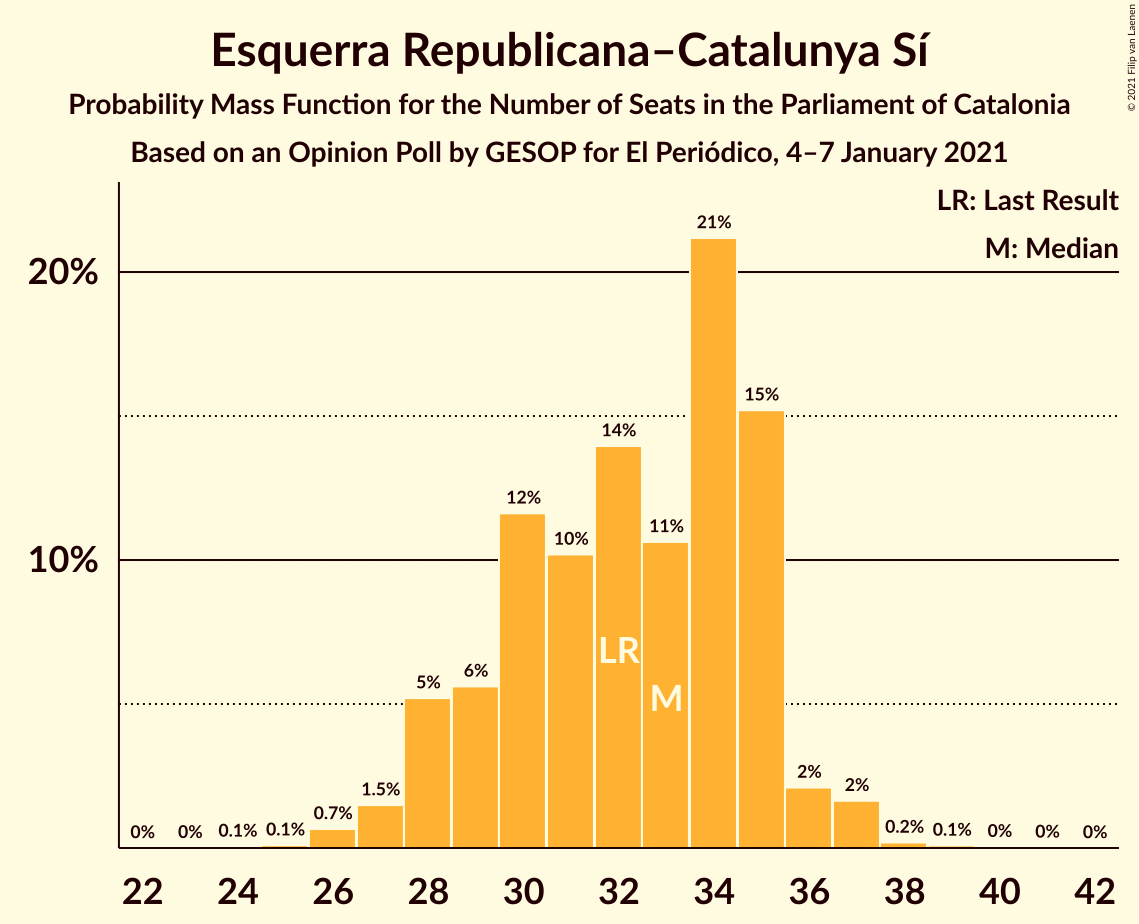 Esquerra Republicana–Catalunya Sí
Probability Mass Function for the Number of Seats in the Parliament of Catalonia
Based on an Opinion Poll by GESOP for El Periódico, 4–7 January 2021
© 2021 Filip van Laenen
LR: Last Result
M: Median
20%
10%
0% 0% 0.1% 0.1% 0.7% 1.5% 5% 6% 12% 10% 14% 11% 21% 15% 2% 2% 0.2% 0.1% 0% 0% 0%
LR
M
22 24 26 28 30 32 34 36 38 40 42